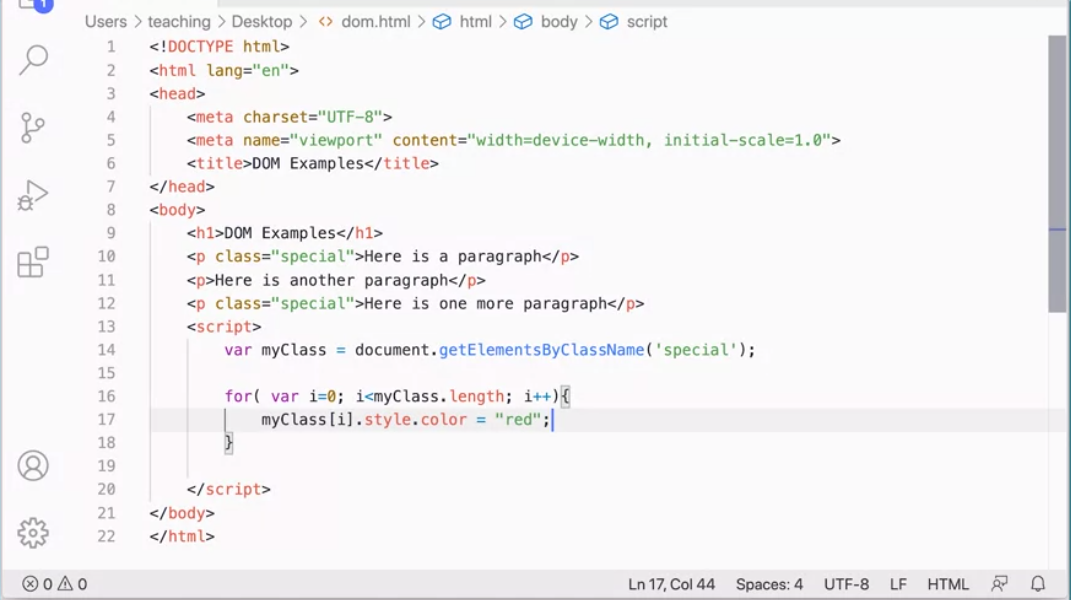 1
Users > teaching > Desktop > <> dom.html > html > body > script
1 <!DOCTYPE html>
2 <html lang="en">
3 <head>
4     <meta charset="UTF-8">
5     <meta name="viewport" content="width=device-width, initial-scale=1.0">
6     <title>DOM Examples</title>
7 </head>
8 <body>
9     <h1>DOM Examples</h1>
10     <p class="special">Here is a paragraph</p>
11     <p>Here is another paragraph</p>
12     <p class="special">Here is one more paragraph</p>
13     <script>
14         var myClass = document.getElementsByClassName('special');
15
16         for( var i=0; i<myClass.length; i++){
17             myClass[i].style.color = "red";
18         }
19
20     </script>
21 </body>
22 </html>
0 0 Ln 17, Col 44 Spaces: 4 UTF-8 LF HTML